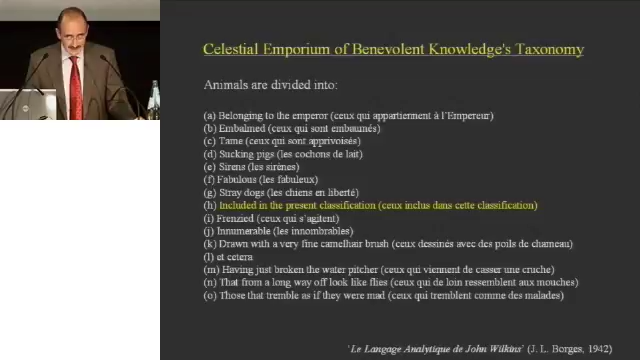 Celestial Emporium of Benevolent Knowledge's Taxonomy
Animals are divided into:
(a) Belonging to the emperor (ceux qui appartiennent à l'Empereur)
(b) Embalmed (ceux qui sont embaunés)
(c) Tame (ceux qui sont apprivoisés)
(d) Sucking pigs (les cochons de lait)
(e) Sirens (les sirènes)
(f) Fabulous (les fabuleux)
(g) Stray dogs (les chiens en liberté)
(h) Included in the present classification (ceux inclus dans cette classification)
(i) Frenzied (ceux qui s'agitent)
(j) Innumerable (les innombrables)
(k) Drawn with a very fine camelhair brush (ceux dessinés avec des poils de chameau)
(l) et cetera
(m) Having just broken the water pitcher (ceux qui viennent de casser une cruche)
(n) That from a long way off look like flies (ceux qui de loin ressemblent aux mouches)
(o) Those that tremble as if they were mad (ceux qui tremblent comme des malades)
'Le Langage Analytique de John Wilkins' (J. L. Borges, 1942)